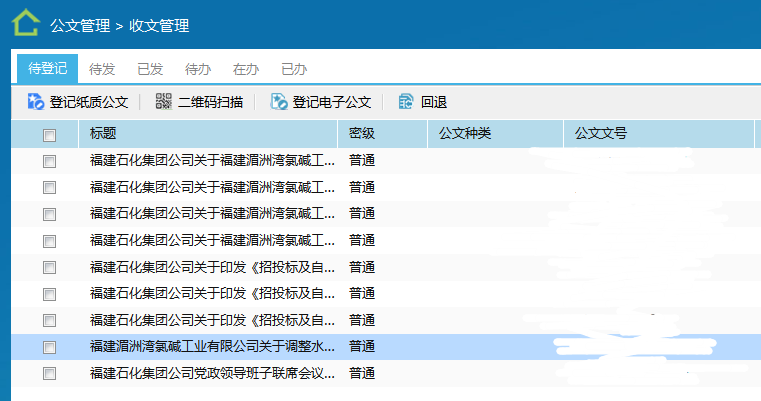 公文管理 > 收文管理
待登记 待发 已发 待办 在办 已办
登记纸质公文 二维码扫描 登记电子公文 回退
标题 密级 公文种类 公文文号
福建石化集团公司关于福建湄洲湾氯碱工... 普通
福建石化集团公司关于福建湄洲湾氯碱工... 普通
福建石化集团公司关于福建湄洲湾氯碱工... 普通
福建石化集团公司关于福建湄洲湾氯碱工... 普通
福建石化集团公司关于印发《招投标及自... 普通
福建石化集团公司关于印发《招投标及自... 普通
福建石化集团公司关于印发《招投标及自... 普通
福建湄洲湾氯碱工业有限公司关于调整水... 普通
福建石化集团公司党政领导班子联席会议... 普通